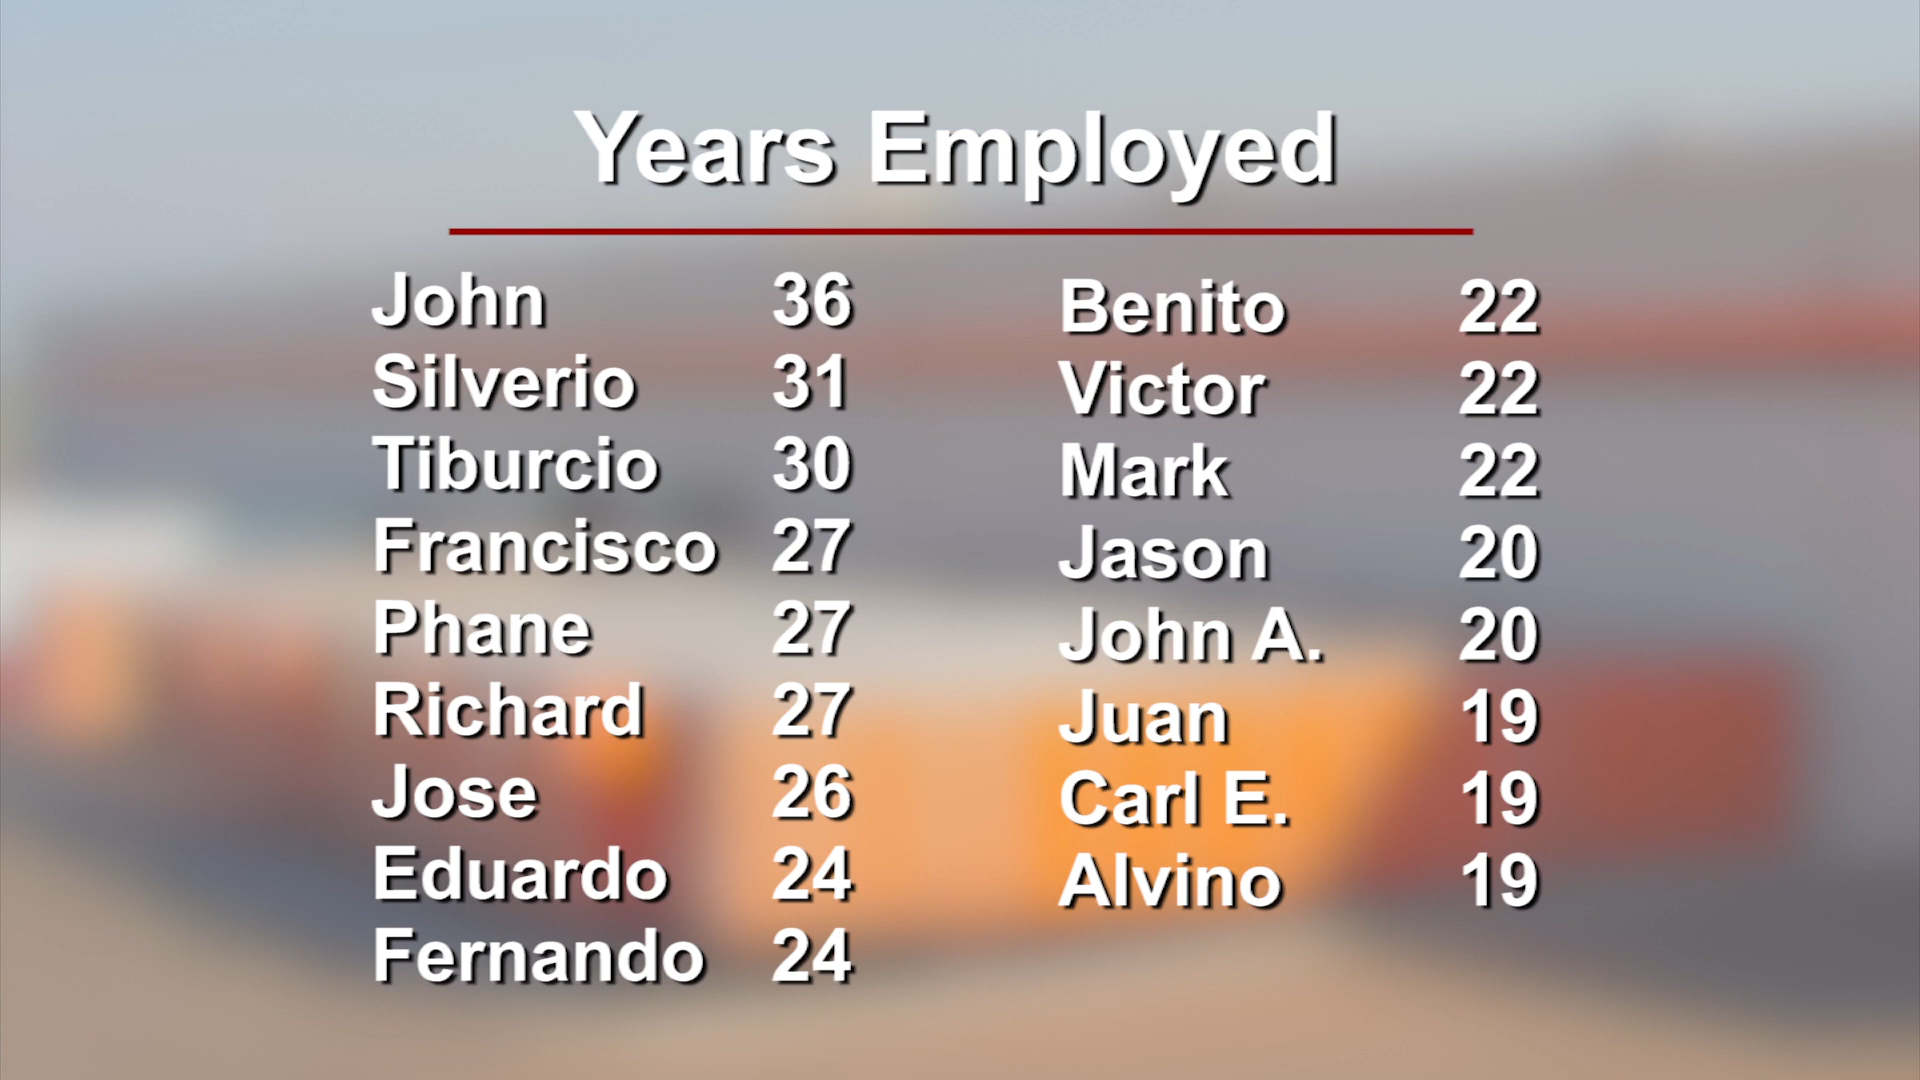 Years Employed
John 36
Silverio 31
Tiburcio 30
Francisco 27
Phane 27
Richard 27
Jose 26
Eduardo 24
Fernando 24
Benito 22
Victor 22
Mark 22
Jason 20
John A. 20
Juan 19
Carl E. 19
Alvino 19